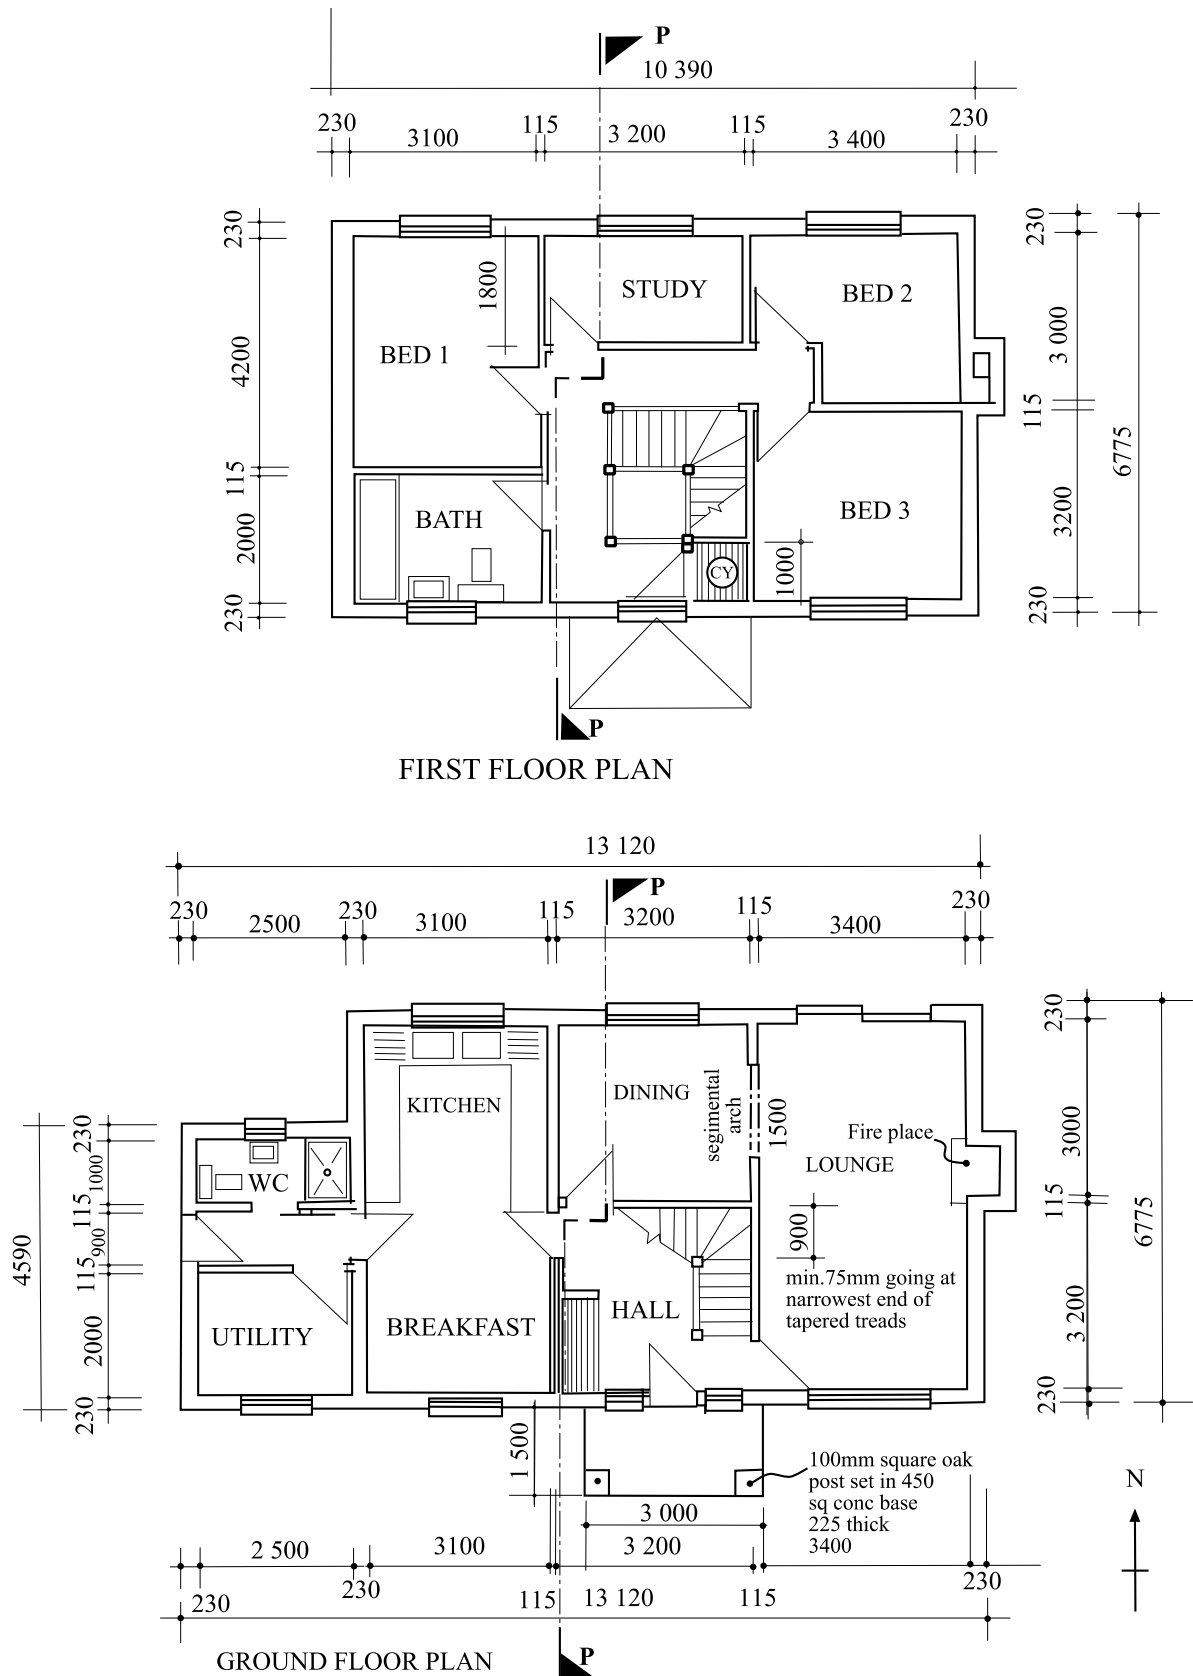 P
10 390
230 3100 115 3 200 115 3 400 230
230
4200
115
2000
230
1800
BED 1
STUDY
BED 2
BATH
BED 3
CY
1000
230
3 000
115
3200
230
6775
P
FIRST FLOOR PLAN
13 120
P
230 2500 230 3100 115 3200 115 3400 230
230
1000
115
900
115
2000
230
4590
KITCHEN
DINING
segimental
arch
1500
Fire place
LOUNGE
WC
900
min.75mm going at
narrowest end of
tapered treads
UTILITY
BREAKFAST
HALL
230
3000
115
3 200
230
6775
1 500
100mm square oak
post set in 450
sq conc base
225 thick
3400
N
3 000
2 500 3100 3 200
230 230 115 13 120 115 230
P
GROUND FLOOR PLAN